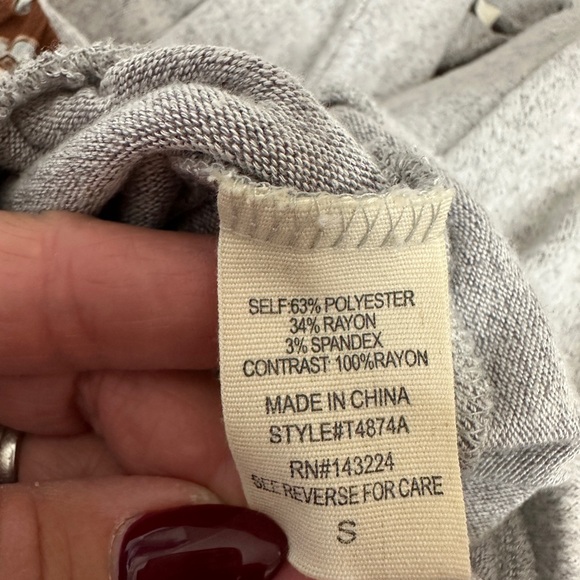 SELF:63% POLYESTER
34% RAYON
3% SPANDEX
CONTRAST: 100%RAYON
MADE IN CHINA
STYLE#T4874A
RN#143224
SEE REVERSE FOR CARE
S